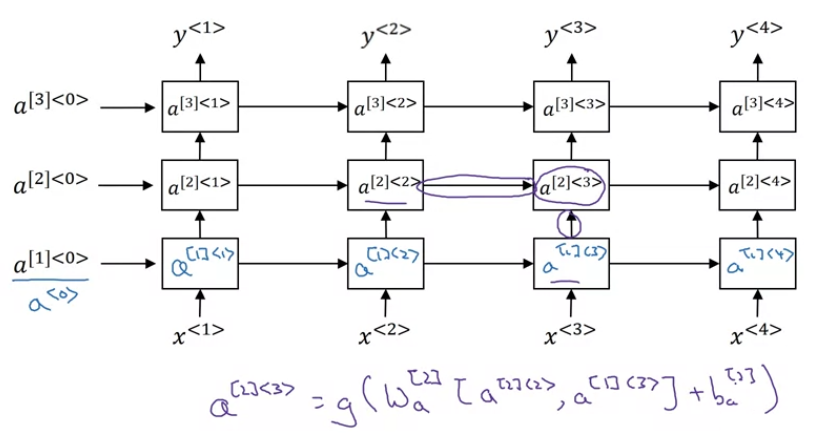 y<1> y<2> y<3> y<4>
a[3]<0> a[3]<1> a[3]<2> a[3]<3> a[3]<4>
a[2]<0> a[2]<1> a[2]<2> a[2]<3> a[2]<4>
a[1]<0> a[1]<1> a[1]<2> a[1]<3> a[1]<4>
a<0>
x<1> x<2> x<3> x<4>
a[2]<3> = g(Wa[2] [a[2]<2>, a[1]<3>] + ba[2])